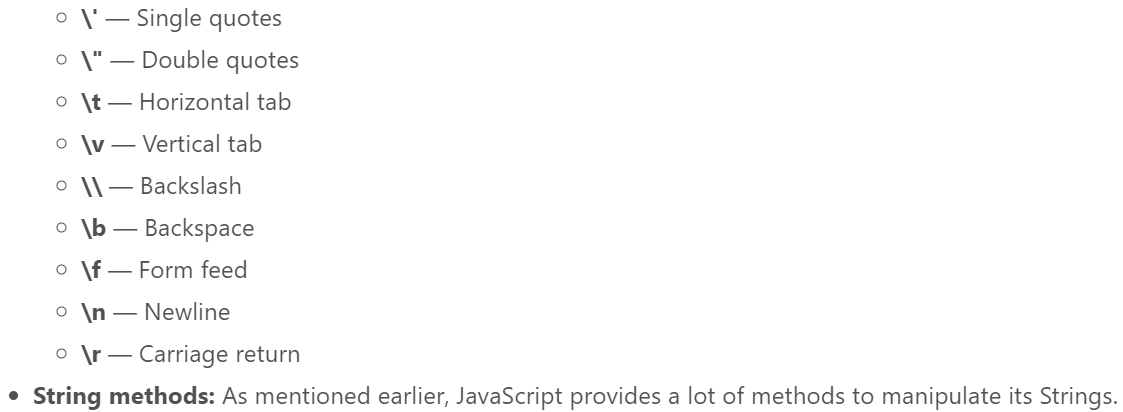 \' — Single quotes
\" — Double quotes
\t — Horizontal tab
\v — Vertical tab
\\ — Backslash
\b — Backspace
\f — Form feed
\n — Newline
\r — Carriage return
String methods: As mentioned earlier, JavaScript provides a lot of methods to manipulate its Strings.